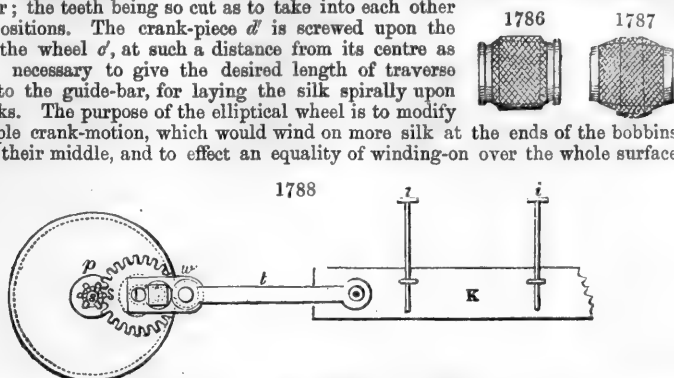 r; the teeth being so cut as to take into each other
ositions. The crank-piece d' is screwed upon the
the wheel c', at such a distance from its centre as
necessary to give the desired length of traverse
to the guide-bar, for laying the silk spirally upon
ks. The purpose of the elliptical wheel is to modify
ple crank-motion, which would wind on more silk at the ends of the bobbins
their middle, and to effect an equality of winding-on over the whole surface
1786 1787
1788
p w t i i K